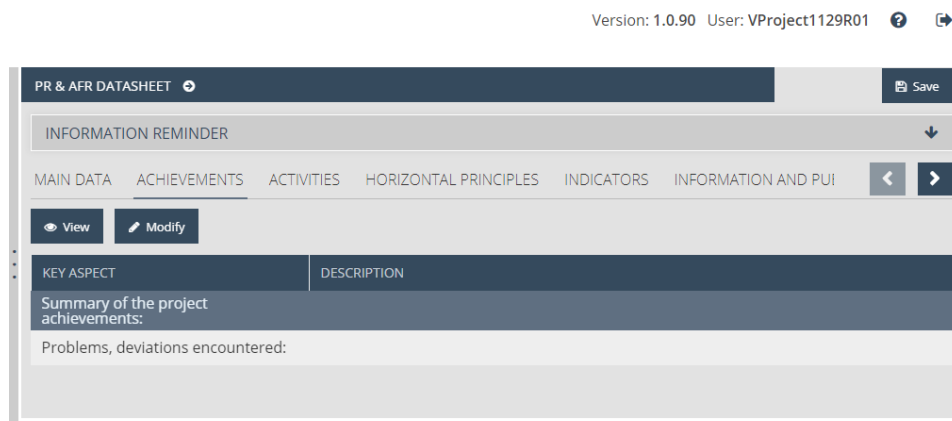 Version: 1.0.90 User: VProject1129R01
PR & AFR DATASHEET
Save
INFORMATION REMINDER
MAIN DATA ACHIEVEMENTS ACTIVITIES HORIZONTAL PRINCIPLES INDICATORS INFORMATION AND
View Modify
KEY ASPECT DESCRIPTION
Summary of the project
achievements:
Problems, deviations encountered: